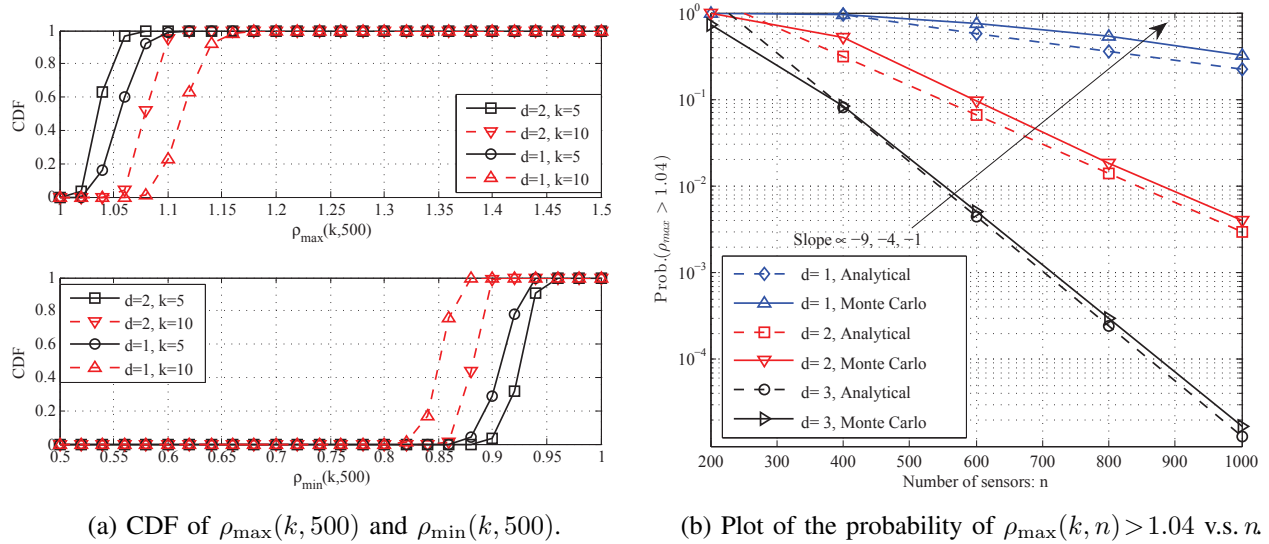 1
0.8
0.6
0.4
0.2
0
CDF
d=2, k=5
d=2, k=10
d=1, k=5
d=1, k=10
1 1.05 1.1 1.15 1.2 1.25 1.3 1.35 1.4 1.45 1.5
ρmax(k,500)
1
0.8
0.6
0.4
0.2
0
CDF
d=2, k=5
d=2, k=10
d=1, k=5
d=1, k=10
0.5 0.55 0.6 0.65 0.7 0.75 0.8 0.85 0.9 0.95 1
ρmin(k,500)
(a) CDF of ρmax(k, 500) and ρmin(k, 500).
10^0
10^-1
10^-2
10^-3
10^-4
Prob.(ρmax > 1.04)
Slope ∝ −9, −4, −1
d= 1, Analytical
d= 1, Monte Carlo
d= 2, Analytical
d= 2, Monte Carlo
d= 3, Analytical
d= 3, Monte Carlo
200 300 400 500 600 700 800 900 1000
Number of sensors: n
(b) Plot of the probability of ρmax(k, n)>1.04 v.s. n.